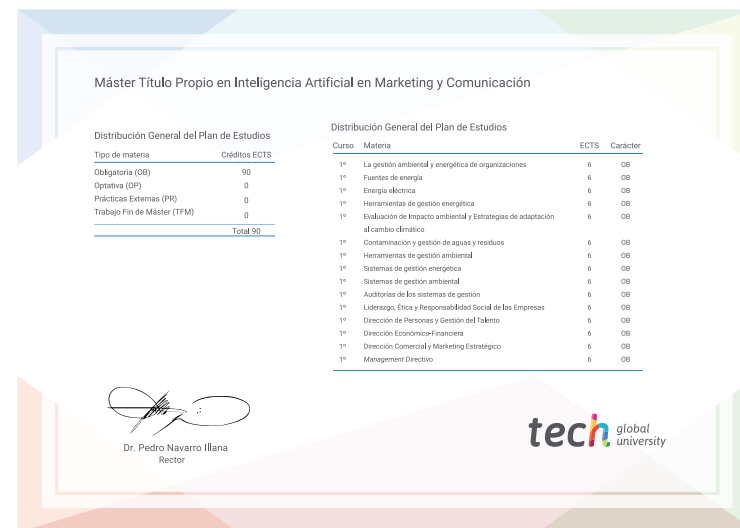 Máster Título Propio en Inteligencia Artificial en Marketing y Comunicación
Distribución General del Plan de Estudios
Tipo de materia Créditos ECTS
Obligatoria (OB) 90
Optativa (OP) 0
Prácticas Externas (PR) 0
Trabajo Fin de Máster (TFM) 0
Total 90
Distribución General del Plan de Estudios
Curso Materia ECTS Carácter
1º La gestión ambiental y energética de organizaciones 6 OB
1º Fuentes de energía 6 OB
1º Energía eléctrica 6 OB
1º Herramientas de gestión energética 6 OB
1º Evaluación de Impacto ambiental y Estrategias de adaptación 6 OB
al cambio climático
1º Contaminación y gestión de aguas y residuos 6 OB
1º Herramientas de gestión ambiental 6 OB
1º Sistemas de gestión energética 6 OB
1º Sistemas de gestión ambiental 6 OB
1º Auditorías de los sistemas de gestión 6 OB
1º Liderazgo, Ética y Responsabilidad Social de las Empresas 6 OB
1º Dirección de Personas y Gestión del Talento 6 OB
1º Dirección Económico-Financiera 6 OB
1º Dirección Comercial y Marketing Estratégico 6 OB
1º Management Directivo 6 OB
Dr. Pedro Navarro Illana
Rector
tech global
university